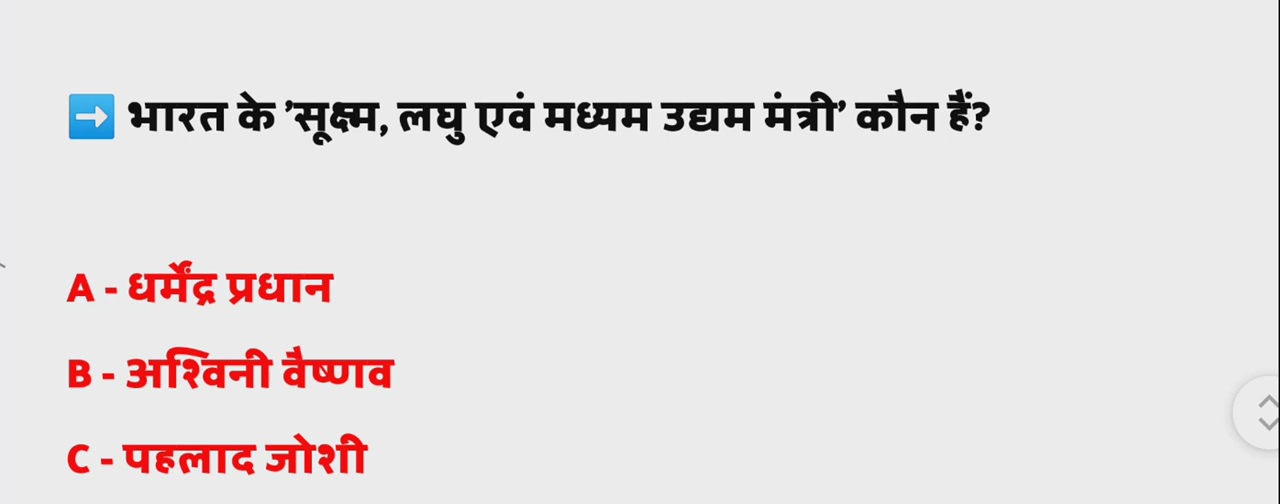 ➡️ भारत के ’सूक्ष्म, लघु एवं मध्यम उद्यम मंत्री’ कौन हैं?
A - धर्मेंद्र प्रधान
B - अश्विनी वैष्णव
C - पहलाद जोशी